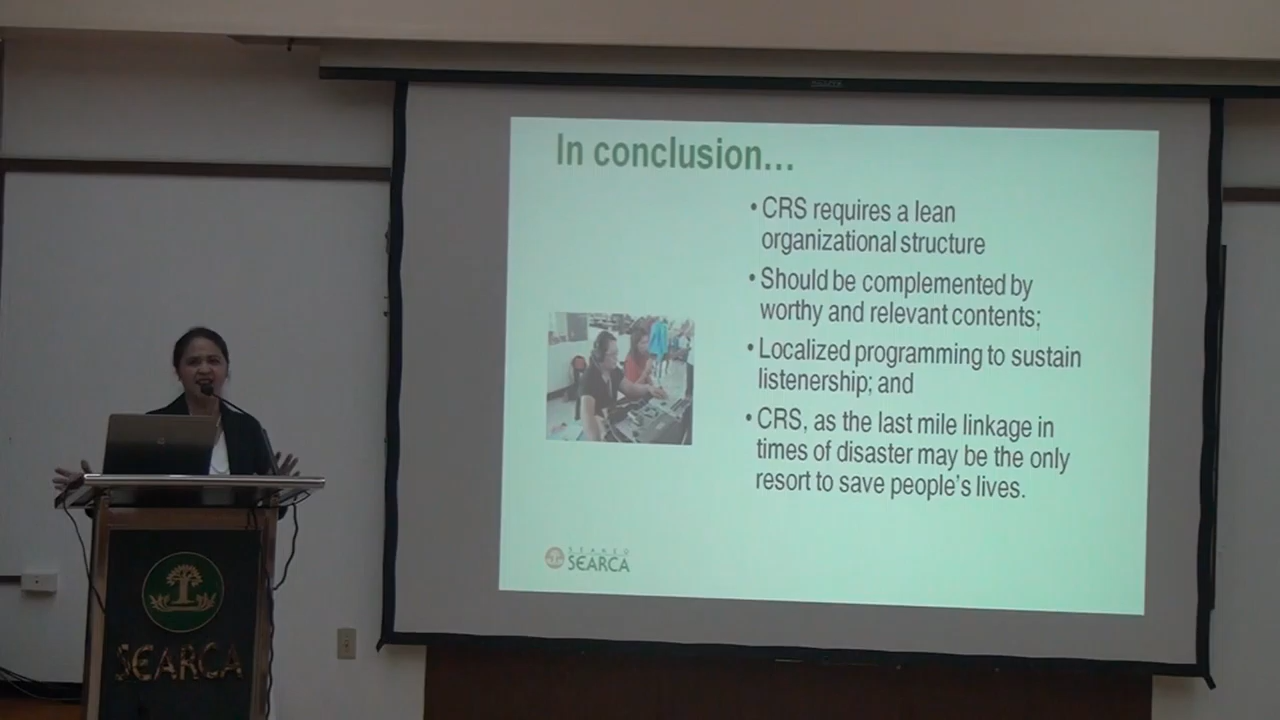 In conclusion...
• CRS requires a lean
organizational structure
• Should be complemented by
worthy and relevant contents;
• Localized programming to sustain
listenership; and
• CRS, as the last mile linkage in
times of disaster may be the only
resort to save people's lives.
SEAMEO
SEARCA
SEARCA